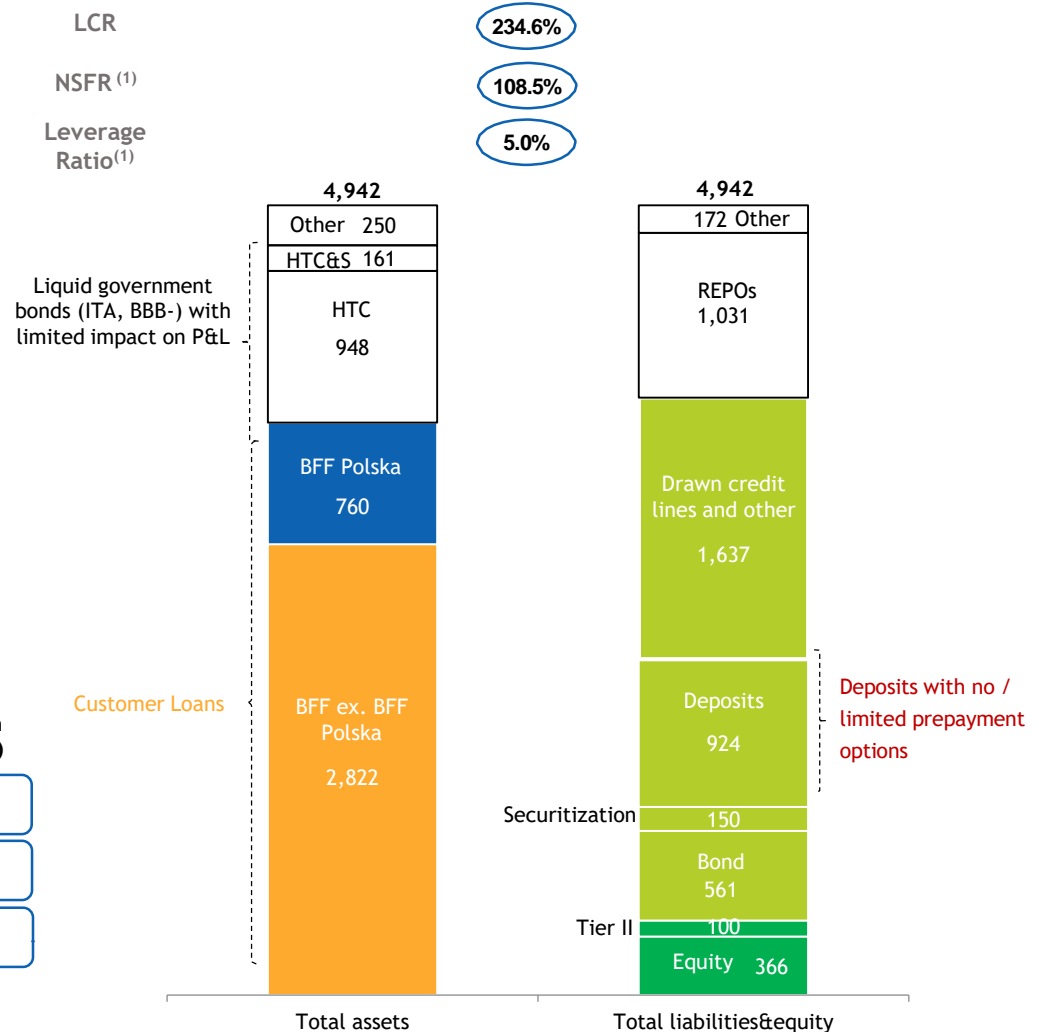 LCR
234.6%
NSFR (1)
108.5%
Leverage
Ratio(1)
5.0%
4,942
4,942
Other 250
172 Other
HTC&S 161
Liquid government
bonds (ITA, BBB-) with
limited impact on P&L
HTC
948
REPOs
1,031
BFF Polska
760
Drawn credit
lines and other
1,637
Customer Loans
BFF ex. BFF
Polska
2,822
Deposits
924
Deposits with no /
limited prepayment
options
Securitization
150
Bond
561
Tier II
100
Equity 366
Total assets
Total liabilities&equity